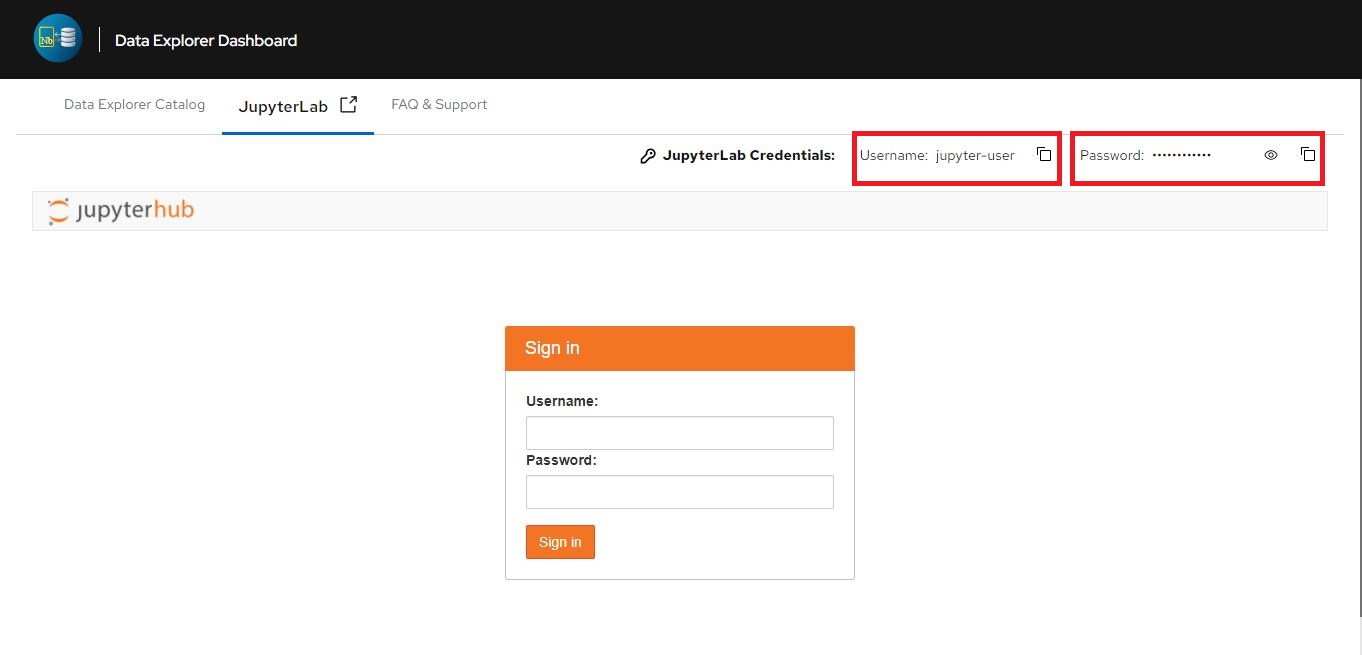 Nb
Data Explorer Dashboard
Data Explorer Catalog JupyterLab FAQ & Support
JupyterLab Credentials: Username: jupyter-user Password: ••••••••••••
jupyterhub
Sign in
Username:
Password:
Sign in